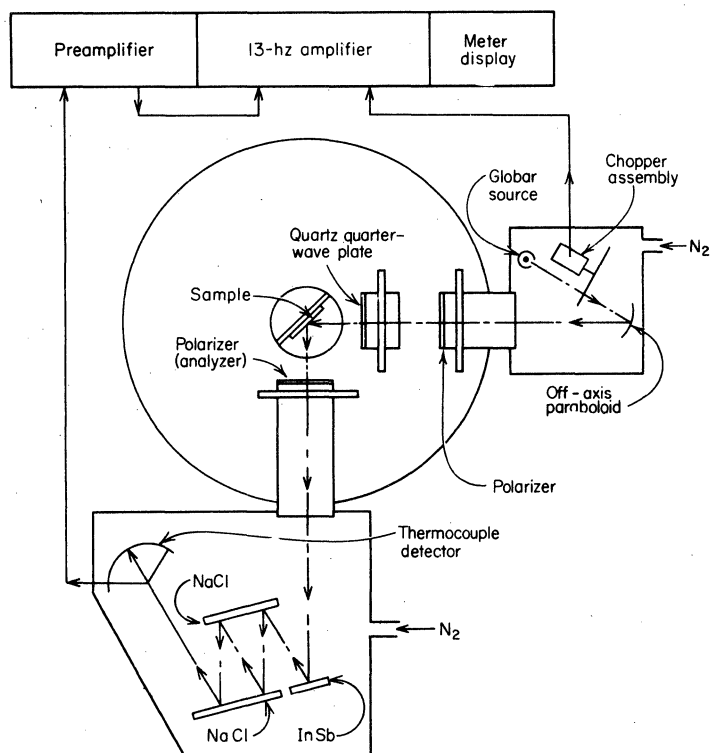 Preamplifier
13-hz amplifier
Meter
display
Globar
source
Chopper
assembly
N2
Quartz quarter-
wave plate
Sample
Polarizer
(analyzer)
Off-axis
paraboloid
Polarizer
Thermocouple
detector
NaCl
N2
NaCl
InSb